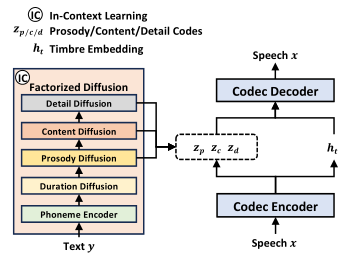 IC In-Context Learning
z_{p/c/d} Prosody/Content/Detail Codes
h_t Timbre Embedding
IC
Factorized Diffusion
Detail Diffusion
Content Diffusion
Prosody Diffusion
Duration Diffusion
Phoneme Encoder
Text y
Speech x
Codec Decoder
z_p z_c z_d
h_t
Codec Encoder
Speech x